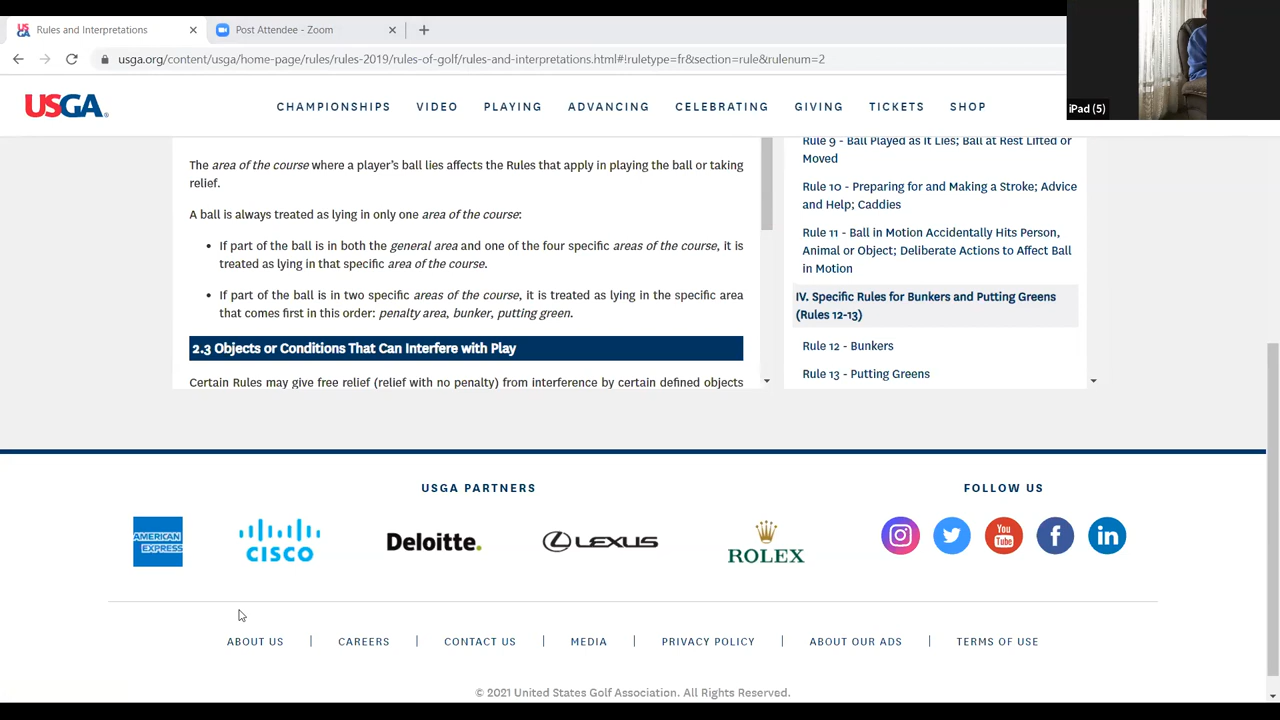 Rules and Interpretations
Post Attendee - Zoom
usga.org/content/usga/home-page/rules/rules-2019/rules-of-golf/rules-and-interpretations.html#!ruletype=fr&section=rule&rulenum=2
iPad (5)
USGA
CHAMPIONSHIPS VIDEO PLAYING ADVANCING CELEBRATING GIVING TICKETS SHOP
The area of the course where a player's ball lies affects the Rules that apply in playing the ball or taking
relief.
A ball is always treated as lying in only one area of the course:
• If part of the ball is in both the general area and one of the four specific areas of the course, it is
treated as lying in that specific area of the course.
• If part of the ball is in two specific areas of the course, it is treated as lying in the specific area
that comes first in this order: penalty area, bunker, putting green.
2.3 Objects or Conditions That Can Interfere with Play
Certain Rules may give free relief (relief with no penalty) from interference by certain defined objects
Rule 9 - Ball Played as It Lies; Ball at Rest Lifted or
Moved
Rule 10 - Preparing for and Making a Stroke; Advice
and Help; Caddies
Rule 11 - Ball in Motion Accidentally Hits Person,
Animal or Object; Deliberate Actions to Affect Ball
in Motion
IV. Specific Rules for Bunkers and Putting Greens
(Rules 12-13)
Rule 12 - Bunkers
Rule 13 - Putting Greens
USGA PARTNERS
FOLLOW US
AMERICAN
EXPRESS
CISCO
Deloitte.
LEXUS
ROLEX
You
Tube
f
in
ABOUT US | CAREERS | CONTACT US | MEDIA | PRIVACY POLICY | ABOUT OUR ADS | TERMS OF USE
© 2021 United States Golf Association. All Rights Reserved.